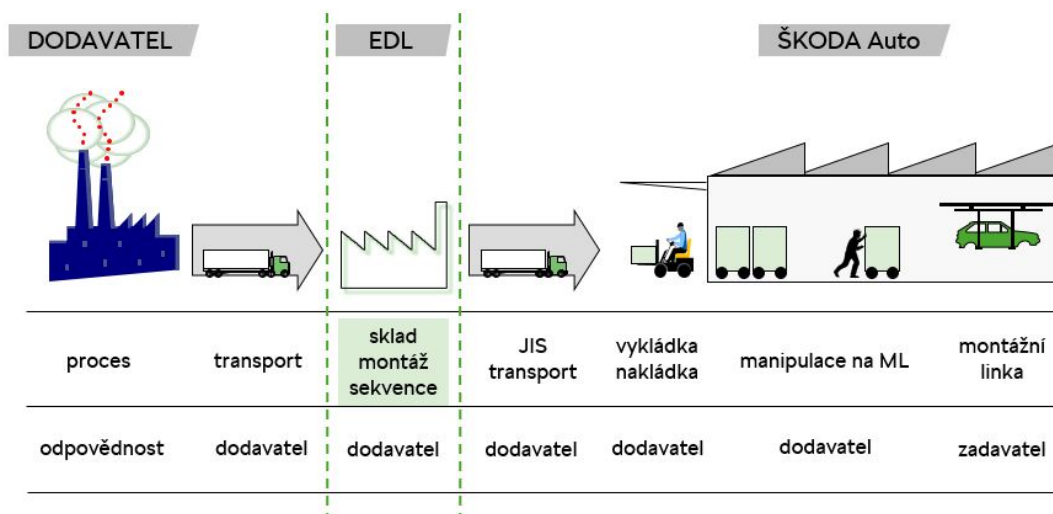 DODAVATEL
EDL
ŠKODA Auto
proces
transport
sklad
montáž
sekvence
JIS
transport
vykládka
nakládka
manipulace na ML
montážní
linka
odpovědnost
dodavatel
dodavatel
dodavatel
dodavatel
dodavatel
zadavatel